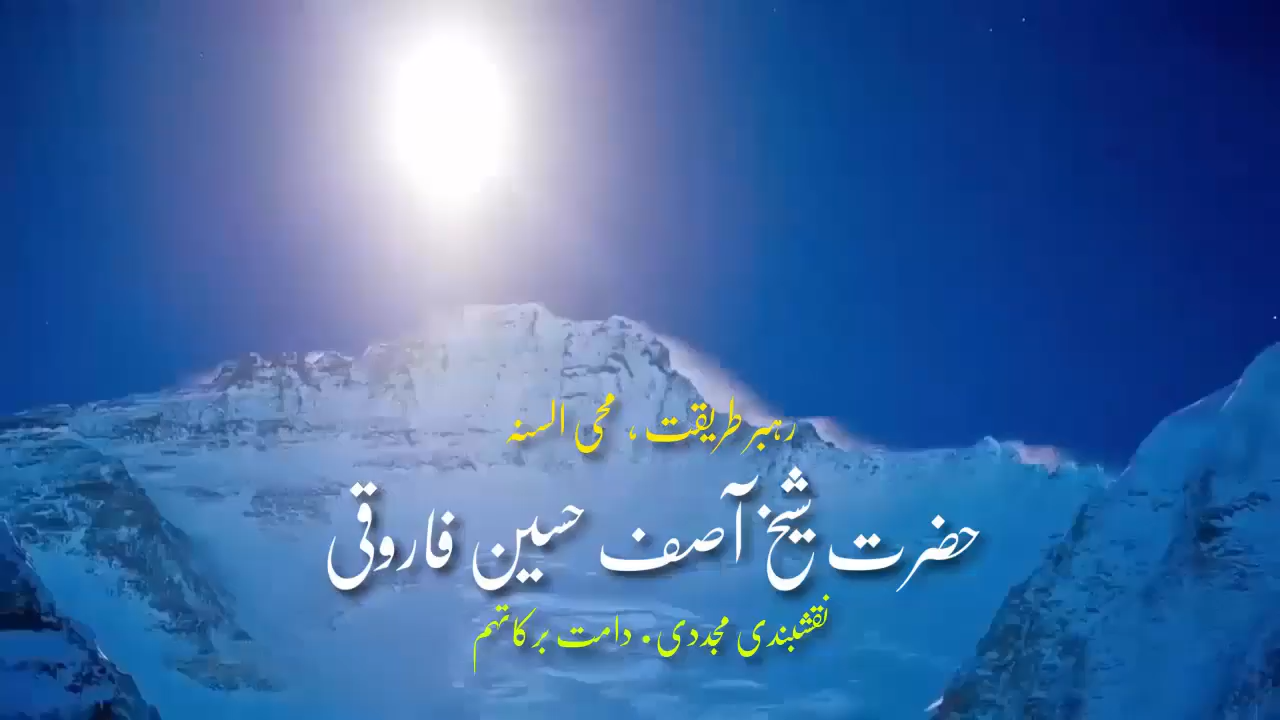 رہبر طریقت ، محی السنہ
حضرت شیخ آصف حسین فاروقی
نقشبندی مجددی . دامت برکاتہم